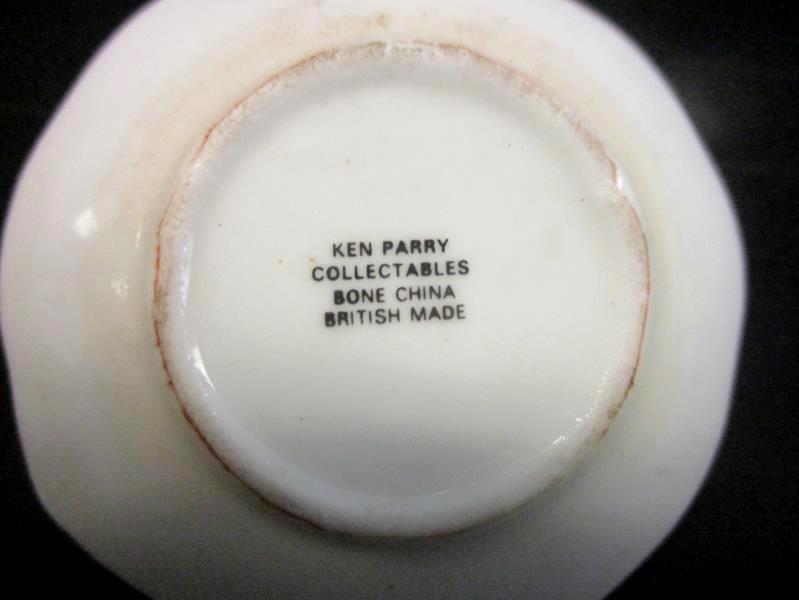 KEN PARRY
COLLECTABLES
BONE CHINA
BRITISH MADE